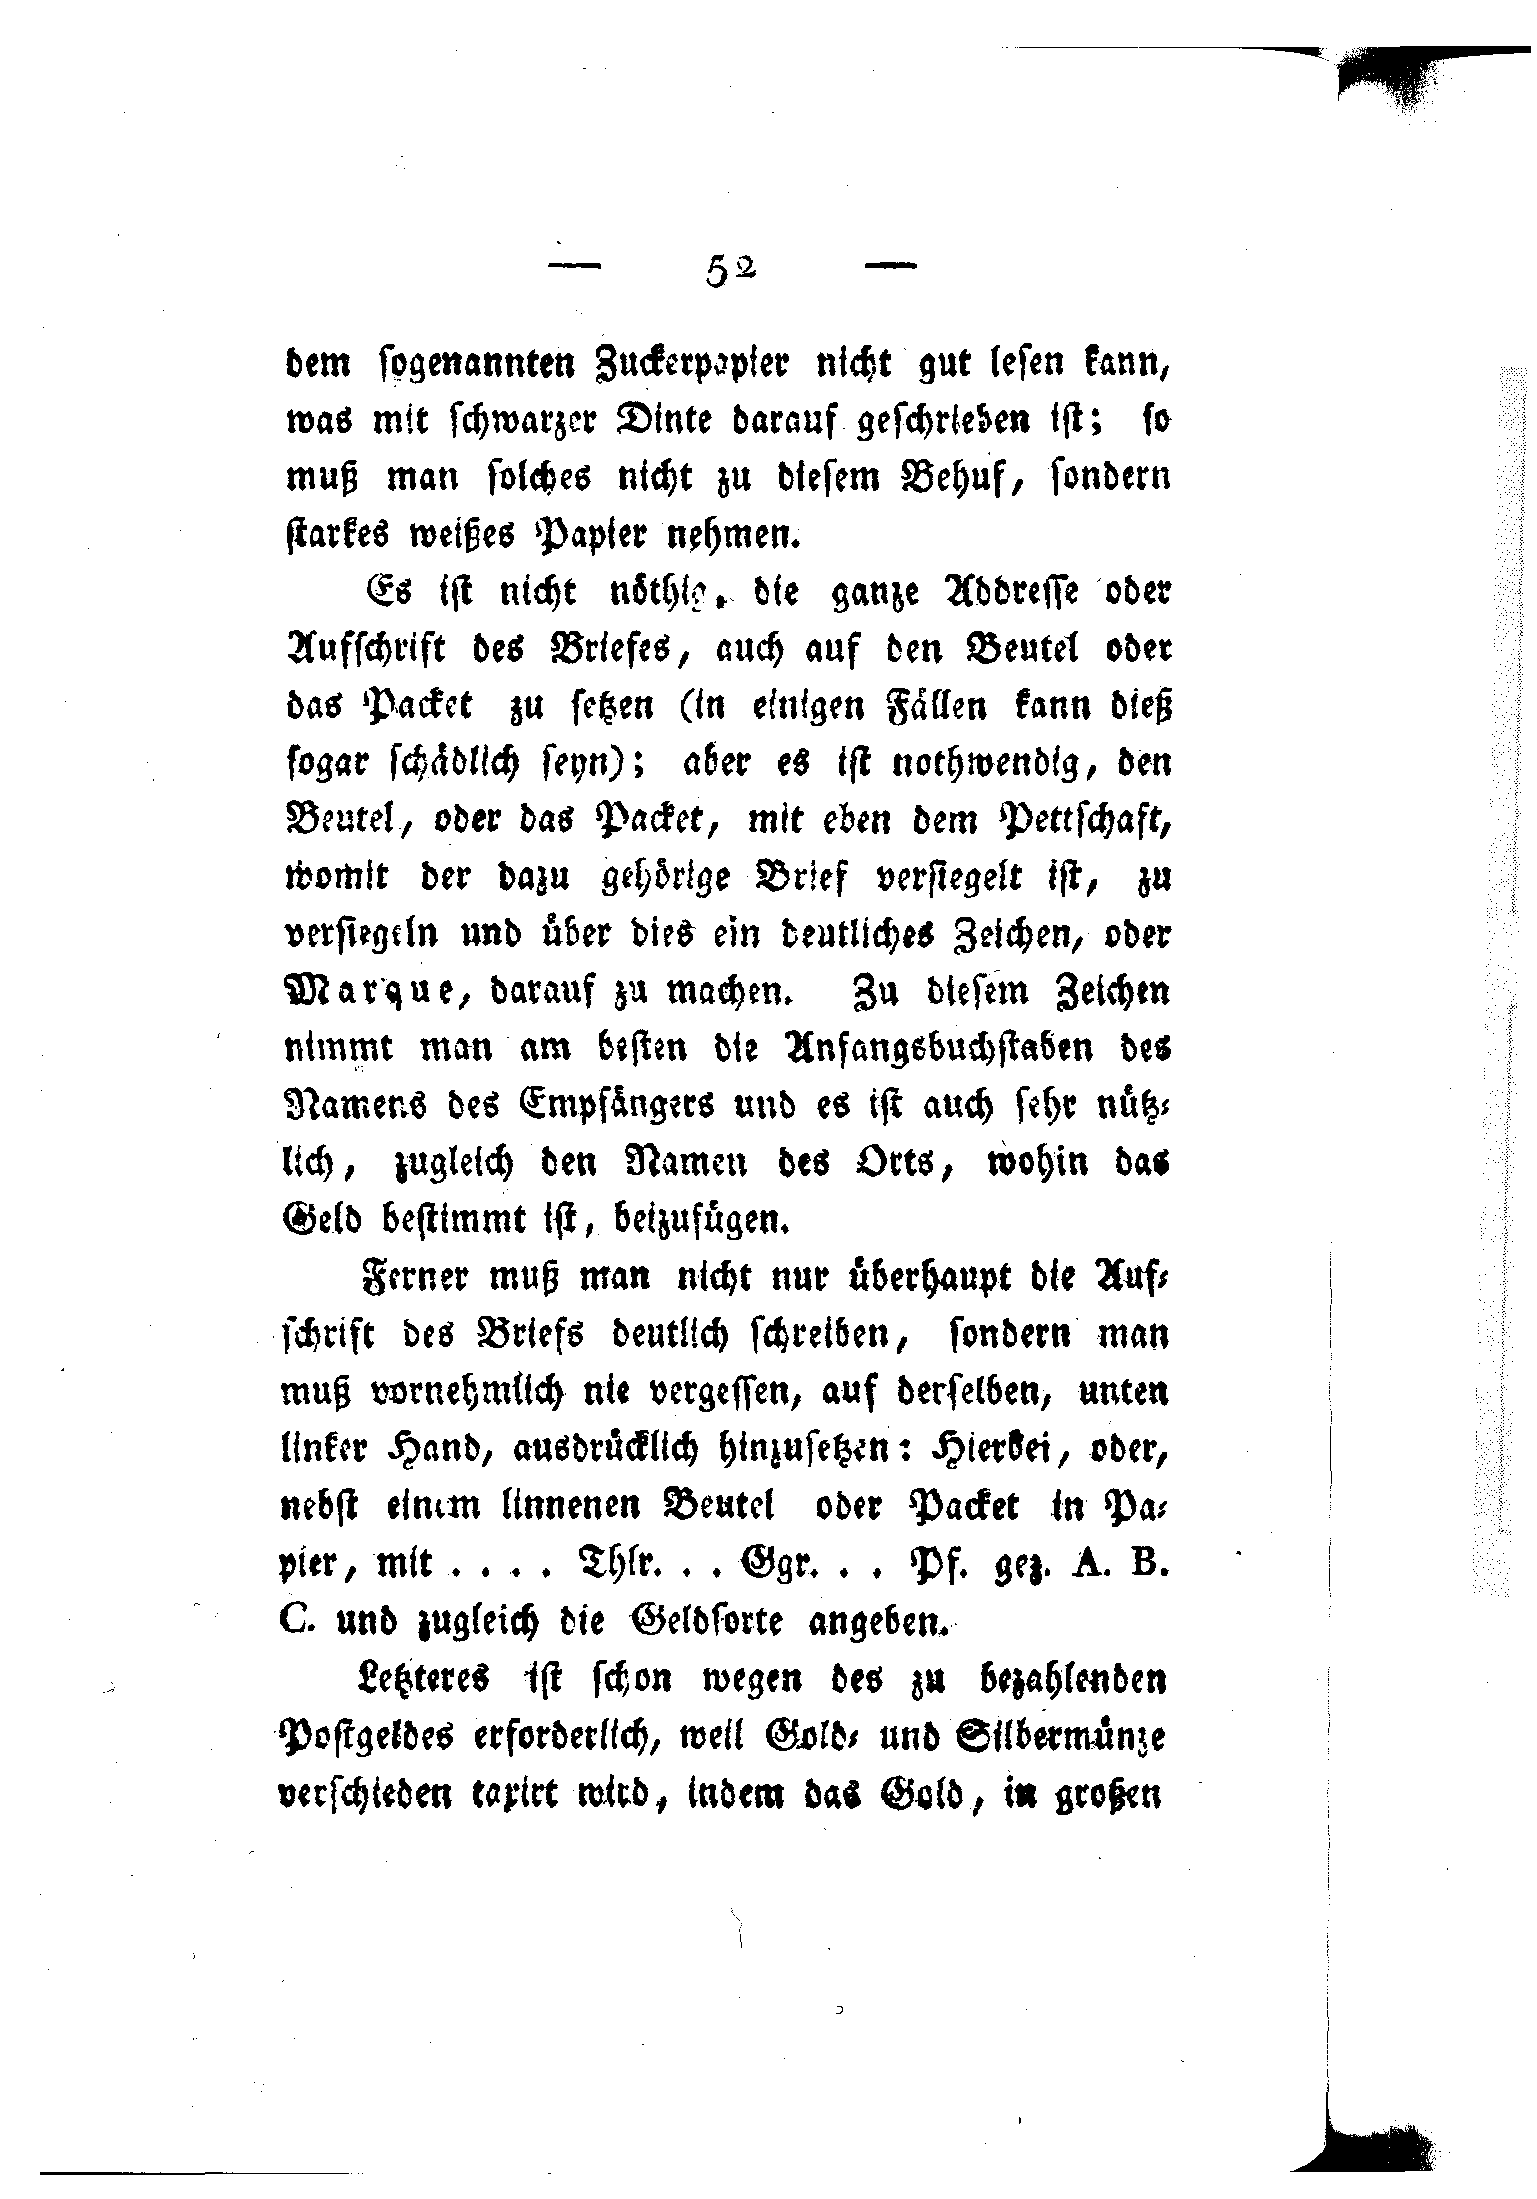 — 52 —
dem sogenannten Zuckerpapier nicht gut lesen kann,
was mit schwarzer Dinte darauf geschrieben ist; so
muß man solches nicht zu diesem Behuf, sondern
starkes weißes Papier nehmen.
Es ist nicht nöthig, die ganze Addresse oder
Aufschrift des Briefes, auch auf den Beutel oder
das Packet zu setzen (in einigen Fällen kann dieß
sogar schädlich seyn); aber es ist nothwendig, den
Beutel, oder das Packet, mit eben dem Pettschaft,
womit der dazu gehörige Brief versiegelt ist, zu
versiegeln und über dies ein deutliches Zeichen, oder
Marque, darauf zu machen. Zu diesem Zeichen
nimmt man am besten die Anfangsbuchstaben des
Namens des Empfängers und es ist auch sehr nütz-
lich, zugleich den Namen des Orts, wohin das
Geld bestimmt ist, beizufügen.
Ferner muß man nicht nur überhaupt die Auf-
schrift des Briefs deutlich schreiben, sondern man
muß vornehmlich nie vergessen, auf derselben, unten
linker Hand, ausdrücklich hinzusetzen: Hierbei, oder,
nebst einem linnenen Beutel oder Packet in Pa-
pier, mit . . . . Thlr. . . Ggr. . . Pf. gez. A. B.
C. und zugleich die Geldsorte angeben.
Letzteres ist schon wegen des zu bezahlenden
Postgeldes erforderlich, weil Gold- und Silbermünze
verschieden taxirt wird, indem das Gold, in großen